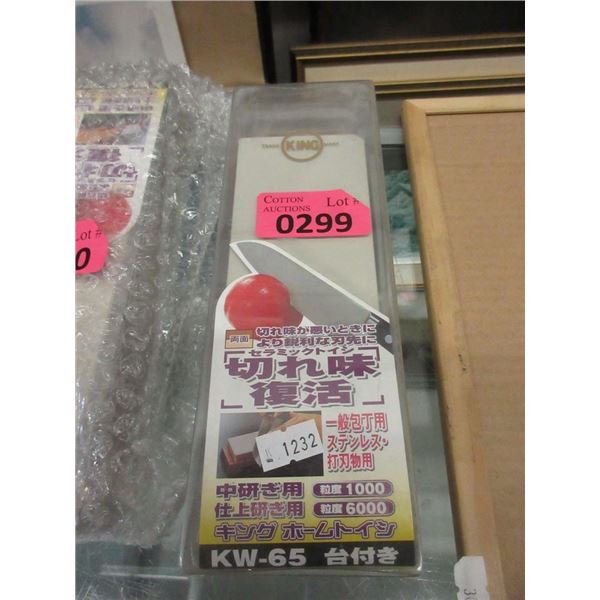 TRADE KING MARK
COTTON AUCTIONS Lot #
0299
Lot #
0
両面
切れ味が悪いときに
より鋭利な刃先に
セラミックトイシ
切れ味
復活
一般包丁用
ステンレス・
打刃物用
1232
中研ぎ用 粒度1000
仕上研ぎ用 粒度6000
キング ホームトイシ
KW-65 台付き